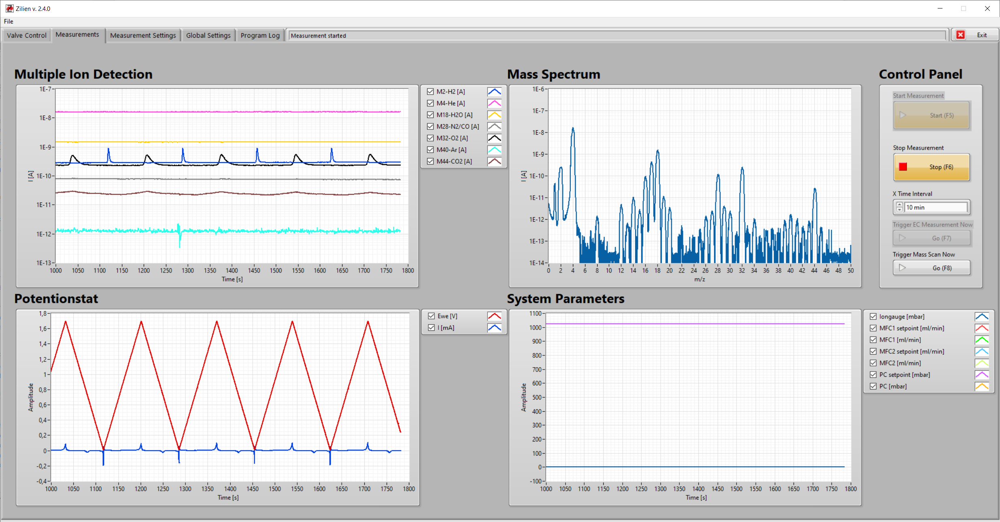 Zilien v. 2.4.0
File
Valve Control
Measurements
Measurement Settings
Global Settings
Program Log
Measurement started
Exit
Multiple Ion Detection
1E-7
1E-8
1E-9
1E-10
1E-11
1E-12
1E-13
I [A]
1000 1050 1100 1150 1200 1250 1300 1350 1400 1450 1500 1550 1600 1650 1700 1750 1800
Time [s]
M2-H2 [A]
M4-He [A]
M18-H2O [A]
M28-N2/CO [A]
M32-O2 [A]
M40-Ar [A]
M44-CO2 [A]
Mass Spectrum
1E-6
1E-7
1E-8
1E-9
1E-10
1E-11
1E-12
1E-13
1E-14
I [A]
0 2 4 6 8 10 12 14 16 18 20 22 24 26 28 30 32 34 36 38 40 42 44 46 48 50
m/z
Control Panel
Start Measurement
Start (F5)
Stop Measurement
Stop (F6)
X Time Interval
10 min
Trigger EC Measurement Now
Go (F7)
Trigger Mass Scan Now
Go (F8)
Potentionstat
1,8
1,6
1,4
1,2
1
0,8
0,6
0,4
0,2
0
-0,2
-0,4
Amplitude
1000 1050 1100 1150 1200 1250 1300 1350 1400 1450 1500 1550 1600 1650 1700 1750 1800
Time [s]
Ewe [V]
I [mA]
System Parameters
1100
1000
900
800
700
600
500
400
300
200
100
0
-100
Amplitude
1000 1050 1100 1150 1200 1250 1300 1350 1400 1450 1500 1550 1600 1650 1700 1750 1800
Time [s]
Iongauge [mbar]
MFC1 setpoint [ml/min]
MFC1 [ml/min]
MFC2 setpoint [ml/min]
MFC2 [ml/min]
PC setpoint [mbar]
PC [mbar]